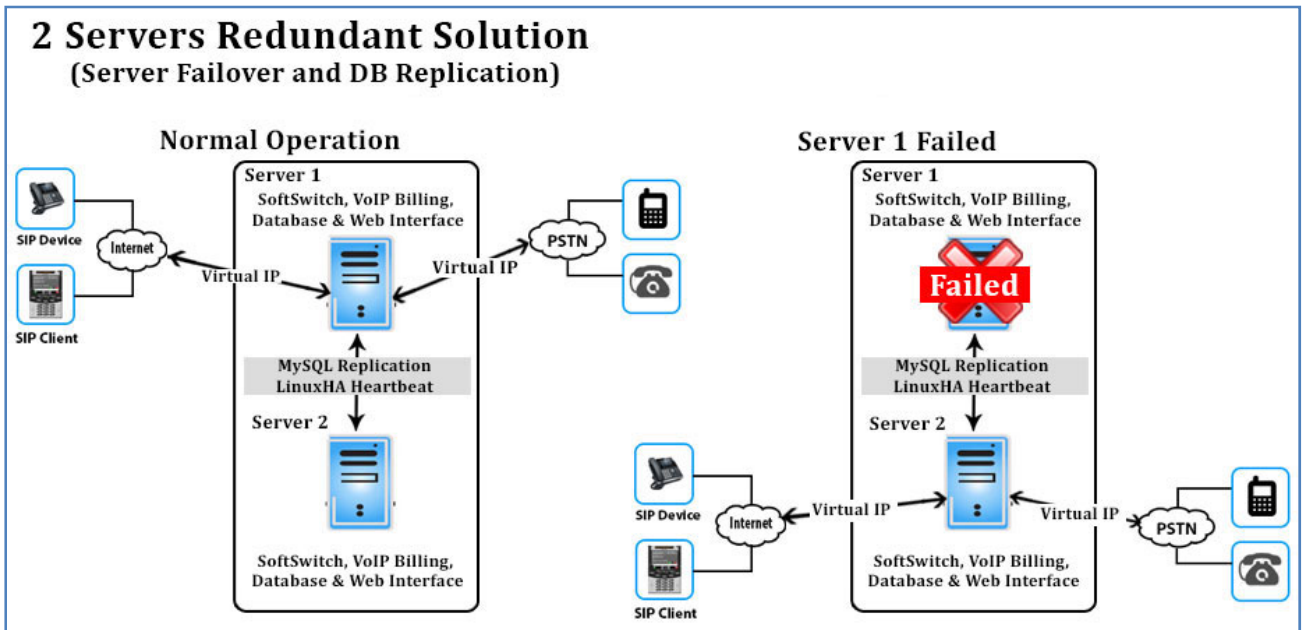 2 Servers Redundant Solution
(Server Failover and DB Replication)
Normal Operation
Server 1
SoftSwitch, VoIP Billing,
Database & Web Interface
SIP Device
Internet
SIP Client
Virtual IP
Virtual IP
PSTN
MySQL Replication
LinuxHA Heartbeat
Server 2
SoftSwitch, VoIP Billing,
Database & Web Interface
Server 1 Failed
Server 1
SoftSwitch, VoIP Billing,
Database & Web Interface
Failed
MySQL Replication
LinuxHA Heartbeat
Server 2
SIP Device
Internet
SIP Client
Virtual IP
Virtual IP
PSTN
SoftSwitch, VoIP Billing,
Database & Web Interface